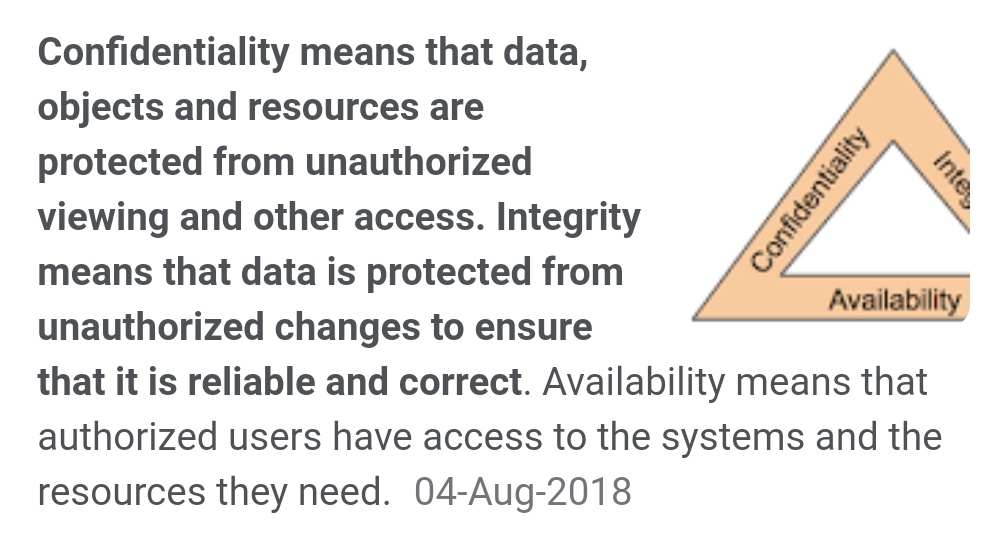 Confidentiality means that data,
objects and resources are
protected from unauthorized
viewing and other access. Integrity
means that data is protected from
unauthorized changes to ensure
that it is reliable and correct. Availability means that
authorized users have access to the systems and the
resources they need. 04-Aug-2018
Confidentiality
Integ
Availability